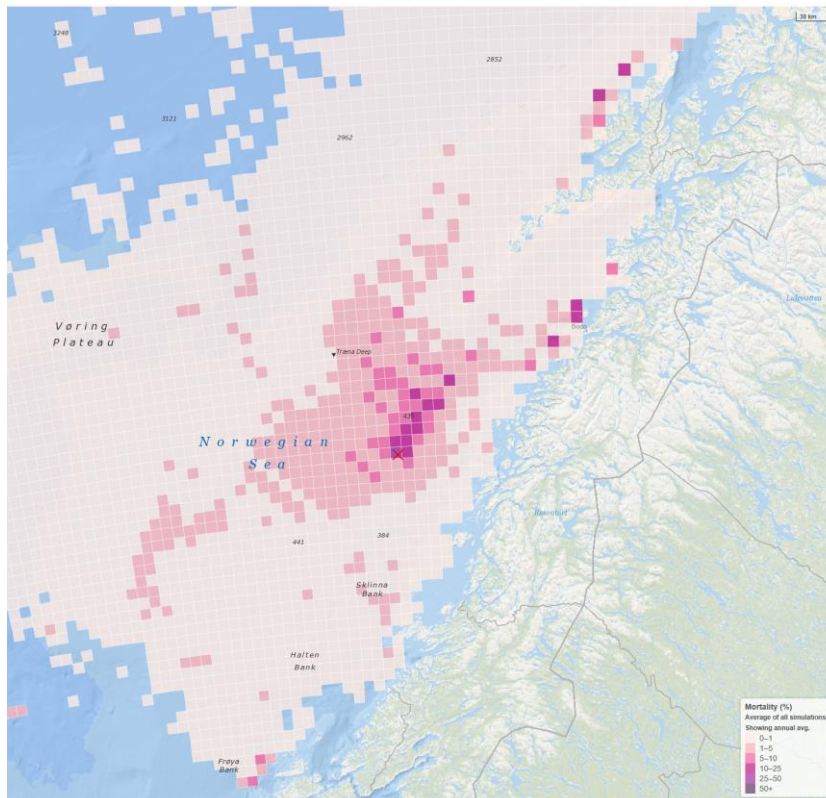 30 km
3240
2852
3121
2962
Vøring
Plateau
Bodø
Træna Deep
Norwegian
Sea
441
384
Sklinna
Bank
Halten
Bank
Frøya
Bank
Mortality (%)
Average of all simulations
Showing annual avg.
0–1
1–5
5–10
10–25
25–50
50+